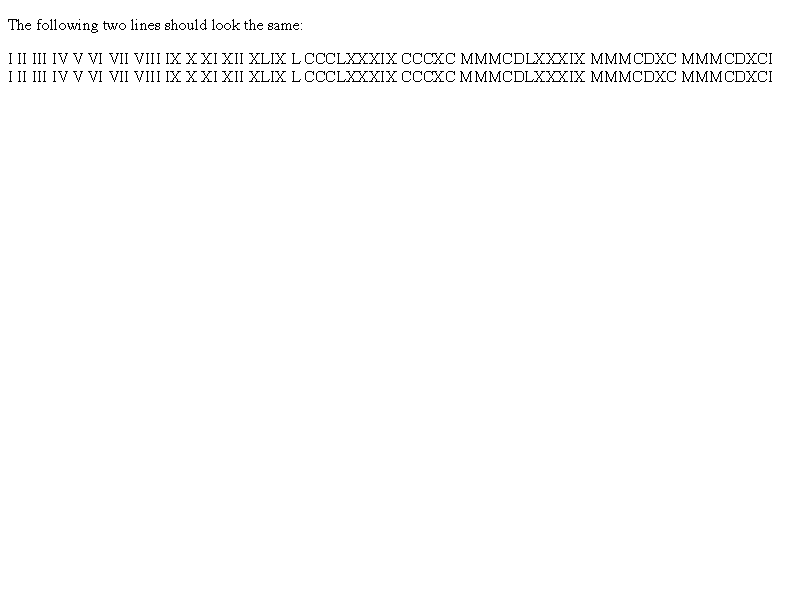 The following two lines should look the same:
I II III IV V VI VII VIII IX X XI XII XLIX L CCCLXXXIX CCCXC MMMCDLXXXIX MMMCDXC MMMCDXCI
I II III IV V VI VII VIII IX X XI XII XLIX L CCCLXXXIX CCCXC MMMCDLXXXIX MMMCDXC MMMCDXCI